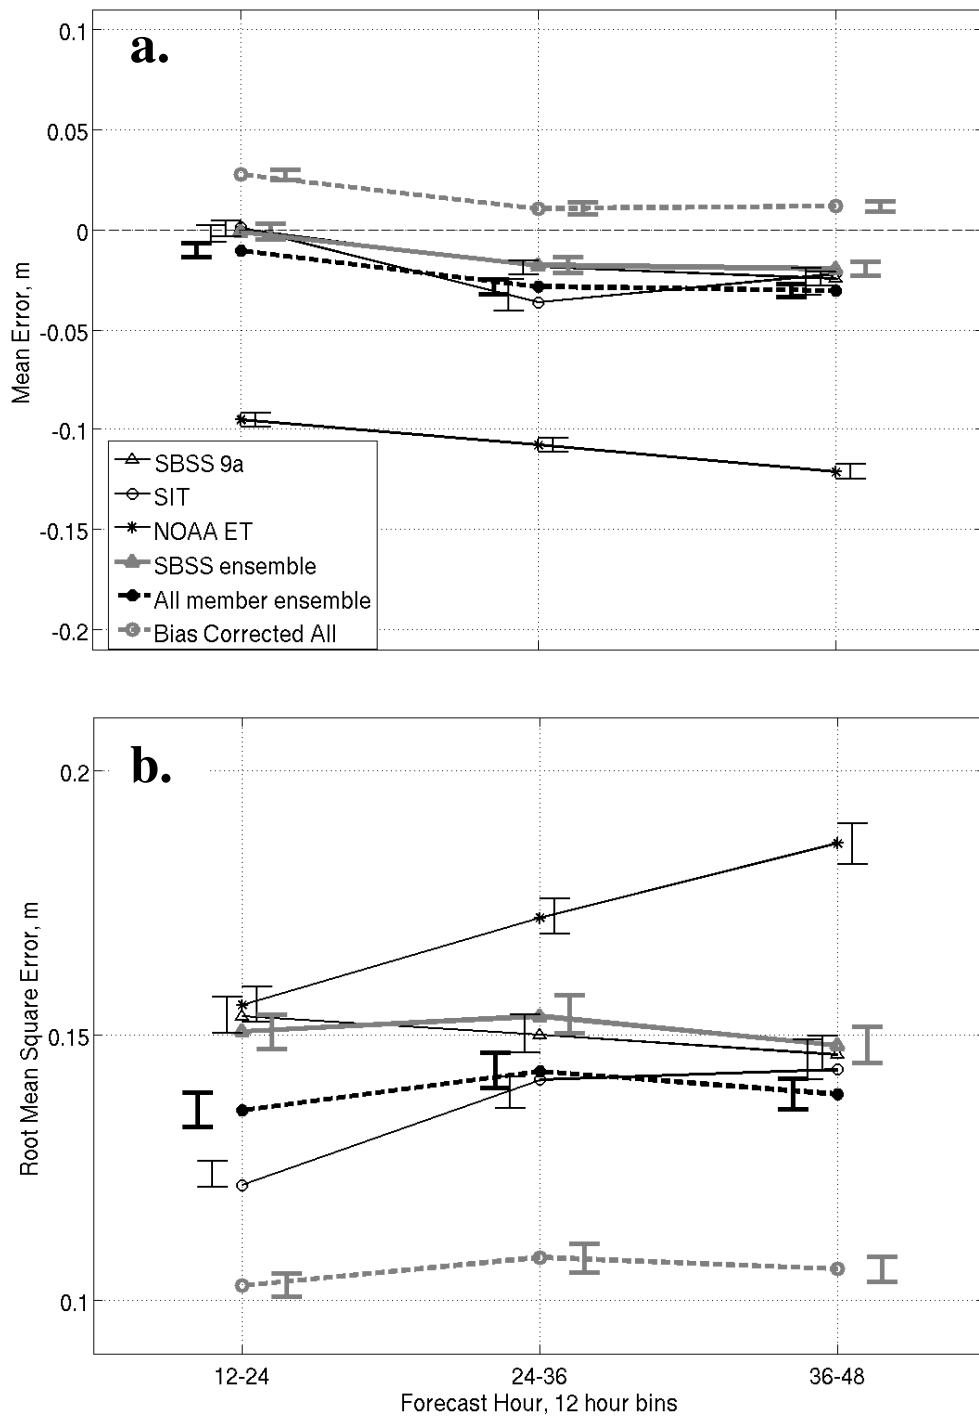 a.
0.1
0.05
0
-0.05
-0.1
-0.15
-0.2
Mean Error, m
SBSS 9a
SIT
NOAA ET
SBSS ensemble
All member ensemble
Bias Corrected All
b.
0.2
0.15
0.1
Root Mean Square Error, m
12-24
24-36
36-48
Forecast Hour, 12 hour bins